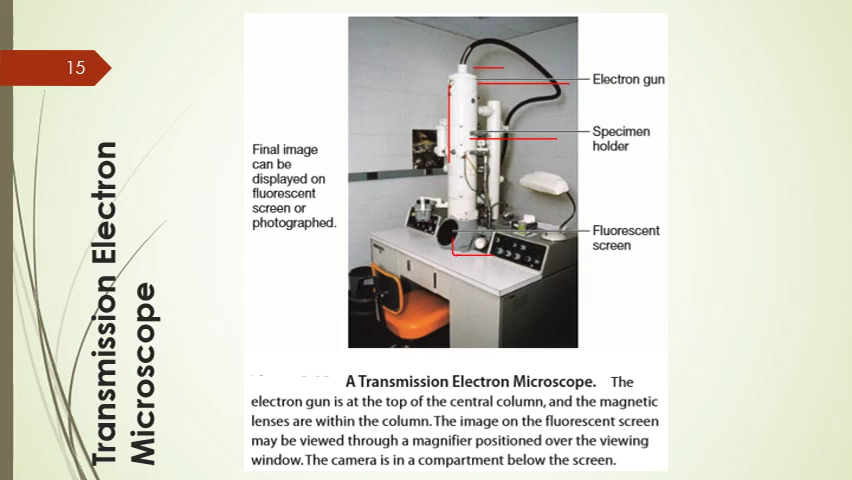 15
Transmission Electron
Microscope
Electron gun
Specimen
holder
Final image
can be
displayed on
fluorescent
screen or
photographed.
Fluorescent
screen
A Transmission Electron Microscope. The
electron gun is at the top of the central column, and the magnetic
lenses are within the column. The image on the fluorescent screen
may be viewed through a magnifier positioned over the viewing
window. The camera is in a compartment below the screen.